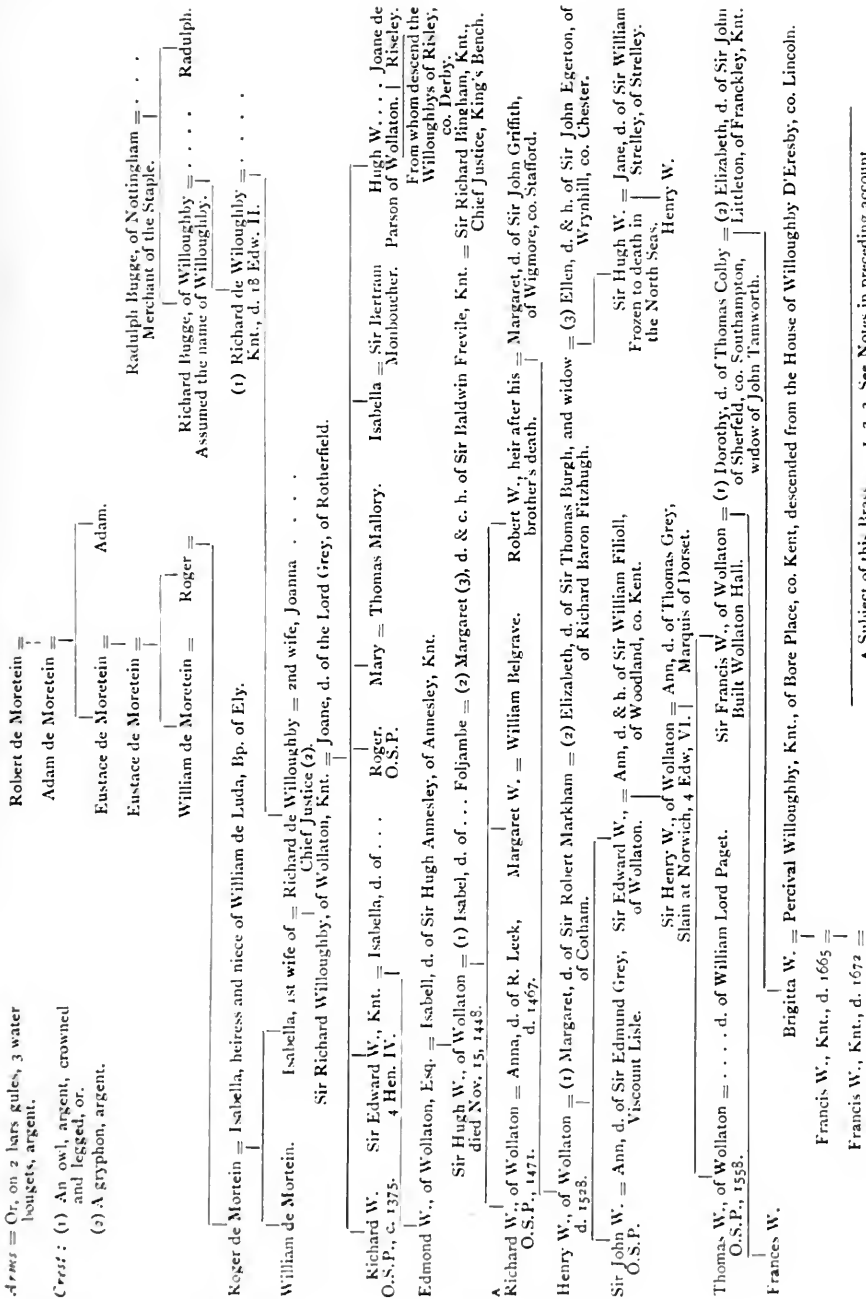 Arms = Or, on 2 bars gules, 3 water
bougets, argent.
Crest: (1) An owl, argent, crowned
and legged, or.
(2) A gryphon, argent.
Robert de Moretein =
Adam de Moretein =
Eustace de Moretein = Adam.
Eustace de Moretein =
William de Moretein = Roger =
Radulph Bugge, of Nottingham = . . . .
Merchant of the Staple.
Richard Bugge, of Willoughby = . . . . Radulph.
Assumed the name of Willoughby.
(1) Richard de Wiloughby = . . . . .
Knt., d. 18 Edw. II.
Roger de Mortein = Isabella, heiress and niece of William de Luda, Bp. of Ely.
William de Mortein. Isabella, 1st wife of = Richard de Willoughby = 2nd wife, Joanna . . . .
Chief Justice (2).
Sir Richard Willoughby, of Wollaton, Knt. = Joane, d. of the Lord Grey, of Rotherfield.
Richard W. Sir Edward W., Knt. = Isabella, d. of . . . Roger. Mary = Thomas Mallory. Isabella = Sir Bertram Hugh W. . . . . Joane de
O.S.P., c. 1375. 4 Hen. IV. O.S.P. Monboucher. Parson of Wollaton. Riseley.
From whom descend the
Willoughbys of Risley,
co. Derby.
Edmond W., of Wollaton, Esq. = Isabell, d. of Sir Hugh Annesley, of Annesley, Knt.
Sir Hugh W., of Wollaton = (1) Isabel, d. of . . . Foljambe = (2) Margaret (3), d. & c. h. of Sir Baldwin Frevile, Knt. = Sir Richard Bingham, Knt.,
died Nov. 15, 1448. Chief Justice, King's Bench.
A
Richard W., of Wollaton = Anna, d. of R. Leek, Margaret W. = William Belgrave. Robert W., heir after his = Margaret, d. of Sir John Griffith,
O.S.P., 1471. d. 1467. brother's death. of Wigmore, co. Stafford.
Henry W., of Wollaton = (1) Margaret, d. of Sir Robert Markham = (2) Elizabeth, d. of Sir Thomas Burgh, and widow = (3) Ellen, d. & h. of Sir John Egerton, of
d. 1528. of Cotham. of Richard Baron Fitzhugh. Wrynhill, co. Chester.
Sir John W. = Ann, d. of Sir Edmund Grey, Sir Edward W., = Ann, d. & h. of Sir William Filioll, Sir Hugh W. = Jane, d. of Sir William
O.S.P. Viscount Lisle. of Wollaton. of Woodland, co. Kent. Frozen to death in Strelley, of Strelley.
the North Seas.
Henry W.
Sir Henry W., of Wollaton = Ann, d. of Thomas Grey,
Slain at Norwich, 4 Edw, VI. Marquis of Dorset.
Thomas W., of Wollaton = . . . . . d. of William Lord Paget. Sir Francis W., of Wollaton = (1) Dorothy, d. of Thomas Colby = (2) Elizabeth, d. of Sir John
O.S.P., 1558. Built Wollaton Hall. of Sherfeld, co. Southampton, Littleton, of Franckley, Knt.
widow of John Tamworth.
Frances W. Brigitta W. = Percival Willoughby, Knt., of Bore Place, co. Kent, descended from the House of Willoughby D'Eresby, co. Lincoln.
Francis W., Knt., d. 1665 =
Francis W., Knt., d. 1672 =
A Subject of this Brass. 1, 2, 3, See Notes in preceding account.